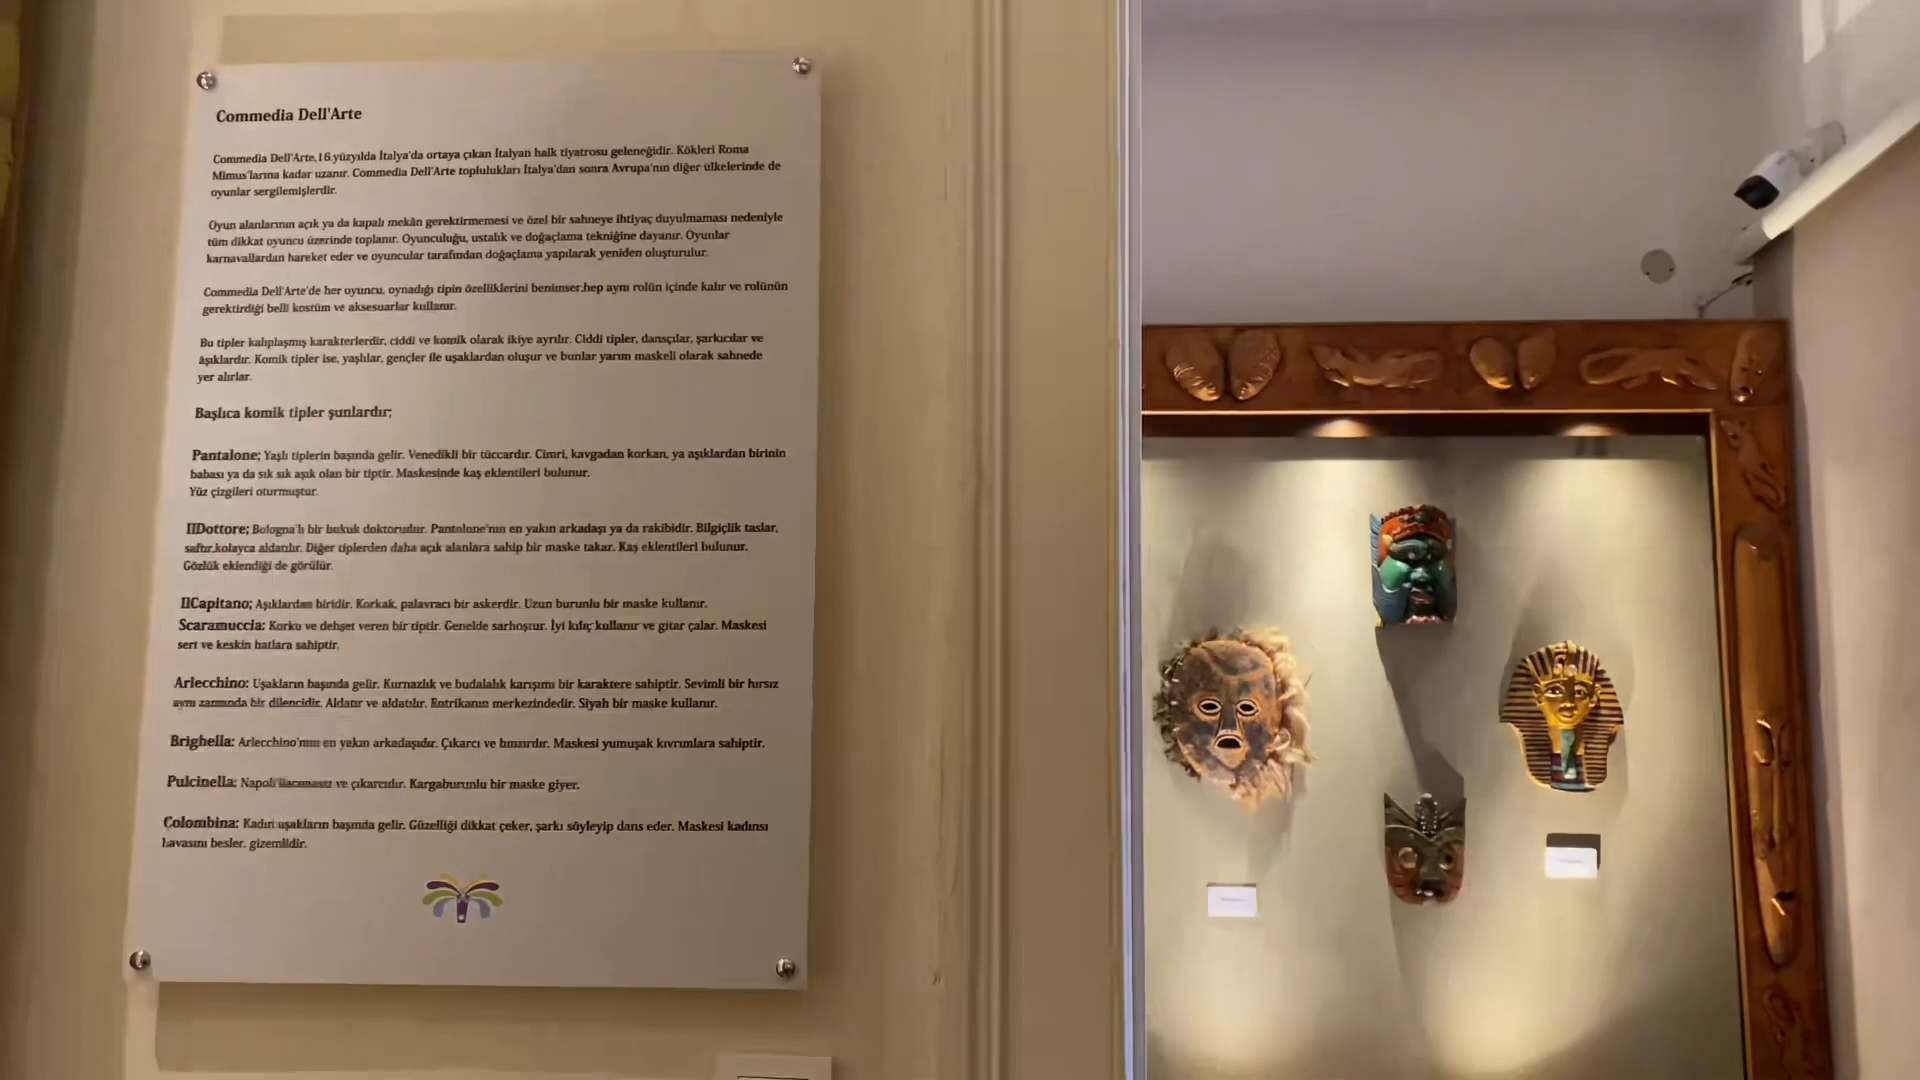 Commedia Dell'Arte
Commedia Dell'Arte,16.yüzyılda İtalya'da ortaya çıkan İtalyan halk tiyatrosu geleneğidir. Kökleri Roma
Mimus'larına kadar uzanır. Commedia Dell'Arte toplulukları İtalya'dan sonra Avrupa'nın diğer ülkelerinde de
oyunlar sergilemişlerdir.
Oyun alanlarının açık ya da kapalı mekân gerektirmemesi ve özel bir sahneye ihtiyaç duyulmaması nedeniyle
tüm dikkat oyuncu üzerinde toplanır. Oyunculuğu, ustalık ve doğaçlama tekniğine dayanır. Oyunlar
karnavallardan hareket eder ve oyuncular tarafından doğaçlama yapılarak yeniden oluşturulur.
Commedia Dell'Arte'de her oyuncu, oynadığı tipin özelliklerini benimser,hep aynı rolün içinde kalır ve rolünün
gerektirdiği belli kostüm ve aksesuarlar kullanır.
Bu tipler kalıplaşmış karakterlerdir, ciddi ve komik olarak ikiye ayrılır. Ciddi tipler, dansçılar, şarkıcılar ve
âşıklardır. Komik tipler ise, yaşlılar, gençler ile uşaklardan oluşur ve bunlar yarım maskeli olarak sahnede
yer alırlar.
Başlıca komik tipler şunlardır;
Pantalone; Yaşlı tiplerin başında gelir. Venedikli bir tüccardır. Cimri, kavgadan korkan, ya aşıklardan birinin
babası ya da sık sık aşık olan bir tiptir. Maskesinde kaş eklentileri bulunur.
Yüz çizgileri oturmuştur.
IlDottore; Bologna'lı bir hukuk doktorudur. Pantalone'nin en yakın arkadaşı ya da rakibidir. Bilgiçlik taslar,
saftır,kolayca aldatılır. Diğer tiplerden daha açık alanlara sahip bir maske takar. Kaş eklentileri bulunur.
Gözlük eklendiği de görülür.
IlCapitano; Aşıklardan biridir. Korkak, palavracı bir askerdir. Uzun burunlu bir maske kullanır.
Scaramuccia: Korku ve dehşet veren bir tiptir. Genelde sarhoştur. İyi kılıç kullanır ve gitar çalar. Maskesi
sert ve keskin hatlara sahiptir.
Arlecchino: Uşakların başında gelir. Kurnazlık ve budalalık karışımı bir karaktere sahiptir. Sevimli bir hırsız
aynı zamanda bir dilencidir. Aldatır ve aldatılır. Entrikanın merkezindedir. Siyah bir maske kullanır.
Brighella: Arlecchino'nun en yakın arkadaşıdır. Çıkarcı ve hınzırdır. Maskesi yumuşak kıvrımlara sahiptir.
Pulcinella: ve çıkarcıdır. Kargaburunlu bir maske giyer.
Colombina: Kadın uşakların başında gelir. Güzelliği dikkat çeker, şarkı söyleyip dans eder. Maskesi kadınsı
havasını besler, gizemlidir.